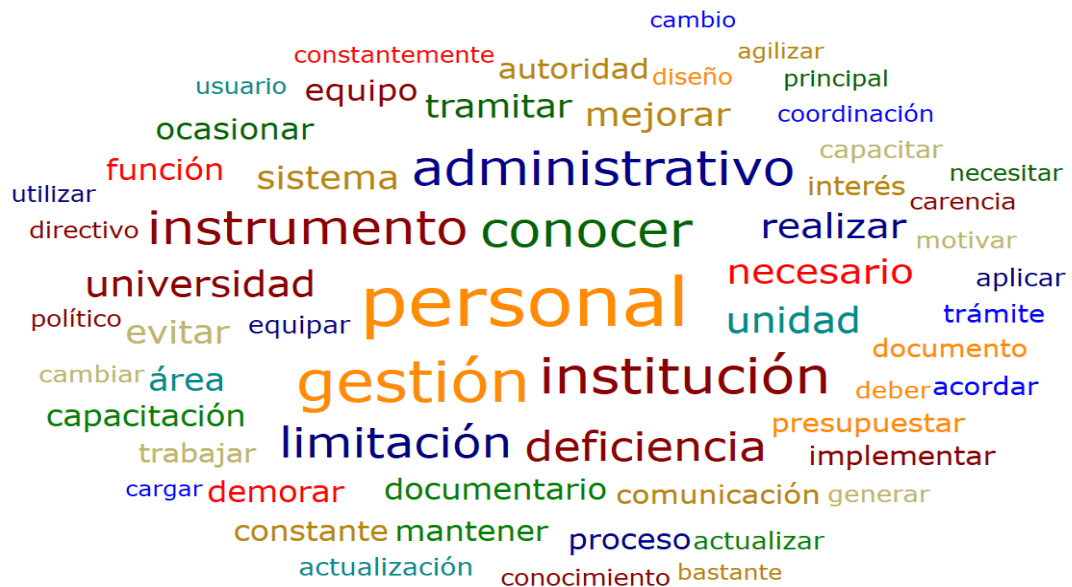 cambio
constantemente autoridad diseño agilizar
usuario equipo tramitar mejorar principal
ocasionar coordinación
función sistema administrativo capacitar
utilizar interés necesitar
directivo instrumento conocer realizar carencia
motivar
universidad personal necesario aplicar
político evitar equipar unidad trámite
cambiar área gestión institución documento
deber acordar
capacitación limitación deficiencia presupuestar
trabajar implementar
cargar demorar documentario comunicación generar
constante mantener proceso actualizar
actualización conocimiento bastante